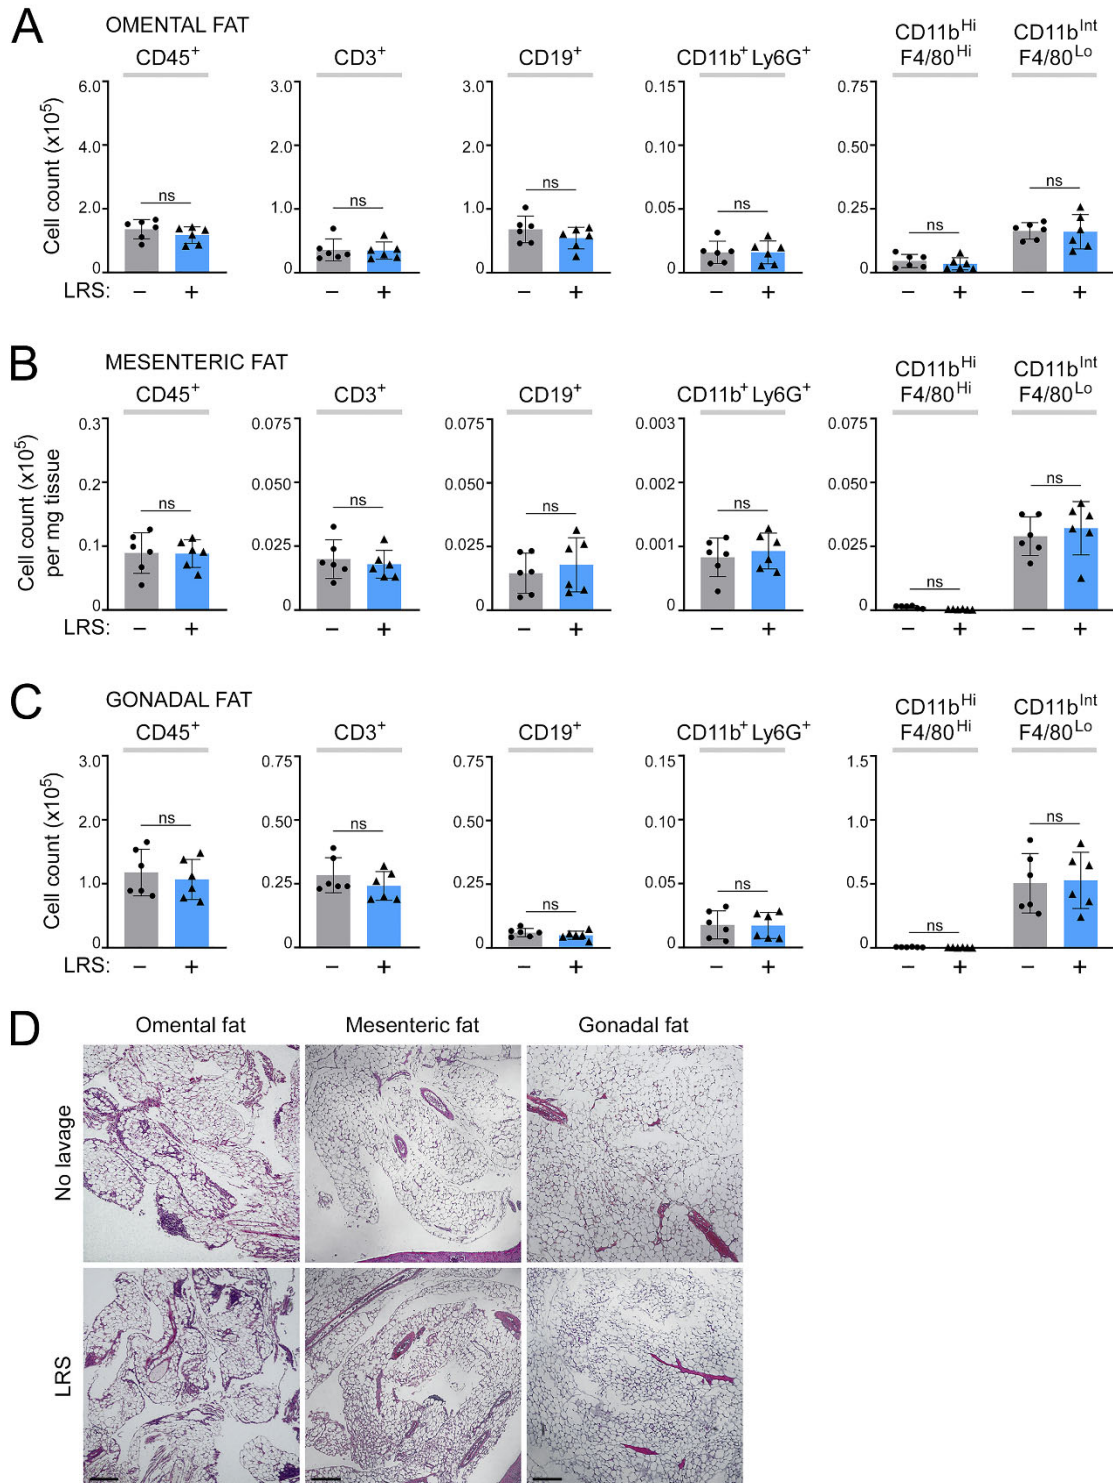 A OMENTAL FAT
CD45+ CD3+ CD19+ CD11b+ Ly6G+ CD11bHi F4/80Hi CD11bInt F4/80Lo
Cell count (x10^5)
6.0 3.0 3.0 0.15 0.75
4.0 2.0 2.0 0.10 0.50
2.0 1.0 1.0 0.05 0.25
ns ns ns ns ns ns
0 0 0 0 0
LRS: − + − + − + − + − + − +
B MESENTERIC FAT
CD45+ CD3+ CD19+ CD11b+ Ly6G+ CD11bHi F4/80Hi CD11bInt F4/80Lo
Cell count (x10^5)
per mg tissue
0.3 0.075 0.075 0.003 0.075
0.2 0.050 0.050 0.002 0.050
0.1 0.025 0.025 0.001 0.025
ns ns ns ns ns ns
0 0 0 0 0
LRS: − + − + − + − + − + − +
C GONADAL FAT
CD45+ CD3+ CD19+ CD11b+ Ly6G+ CD11bHi F4/80Hi CD11bInt F4/80Lo
Cell count (x10^5)
3.0 0.75 0.75 0.15 1.5
2.0 0.50 0.50 0.10 1.0
1.0 0.25 0.25 0.05 0.5
ns ns ns ns ns ns
0 0 0 0 0
LRS: − + − + − + − + − + − +
D
Omental fat Mesenteric fat Gonadal fat
No lavage
LRS